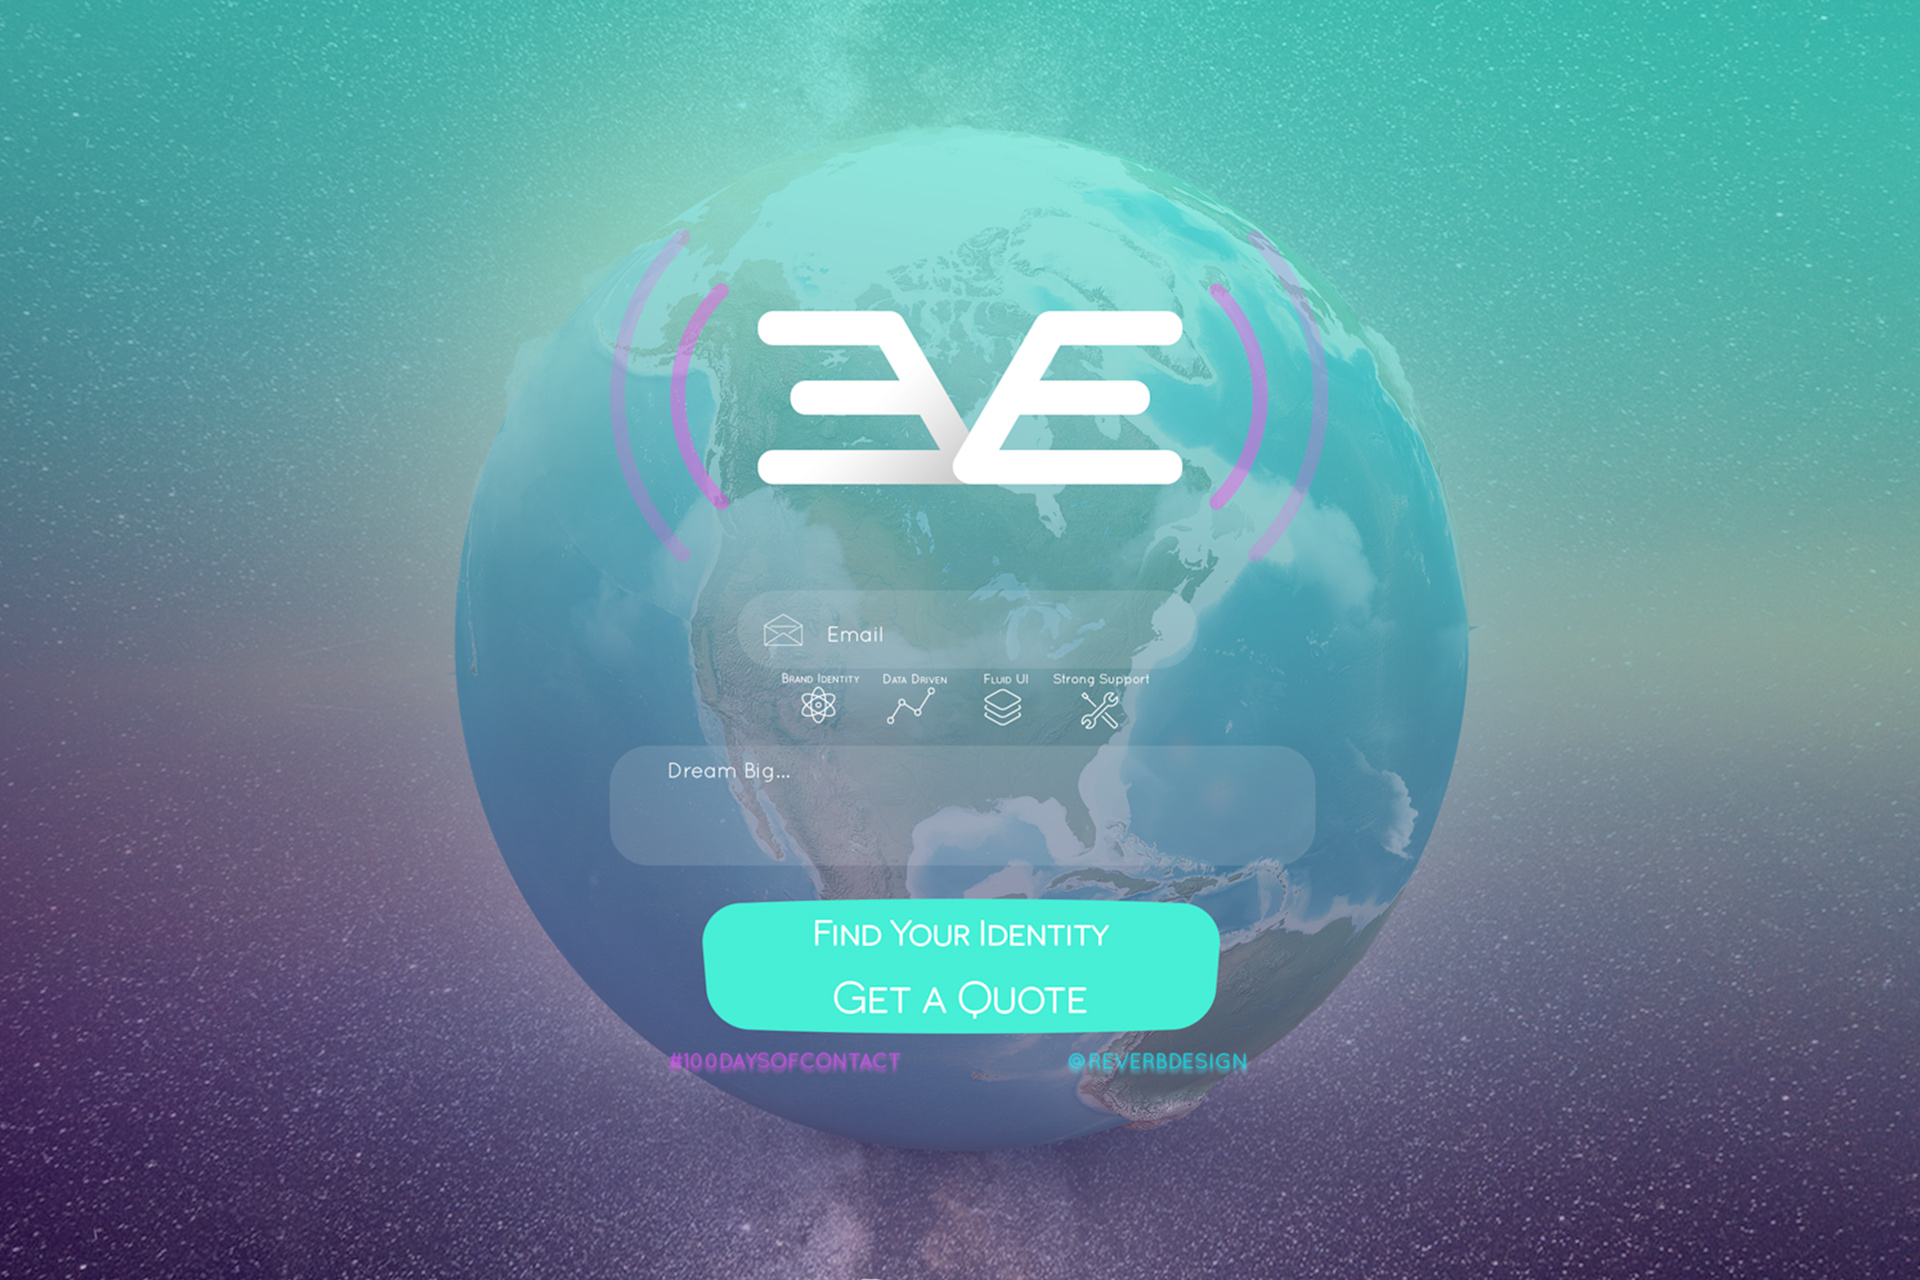 Email
Brand Identity
Data Driven
Fluid UI
Strong Support
Dream Big...
Find Your Identity
Get a Quote
#100DAYSOFCONTACT
@REVERBDESIGN